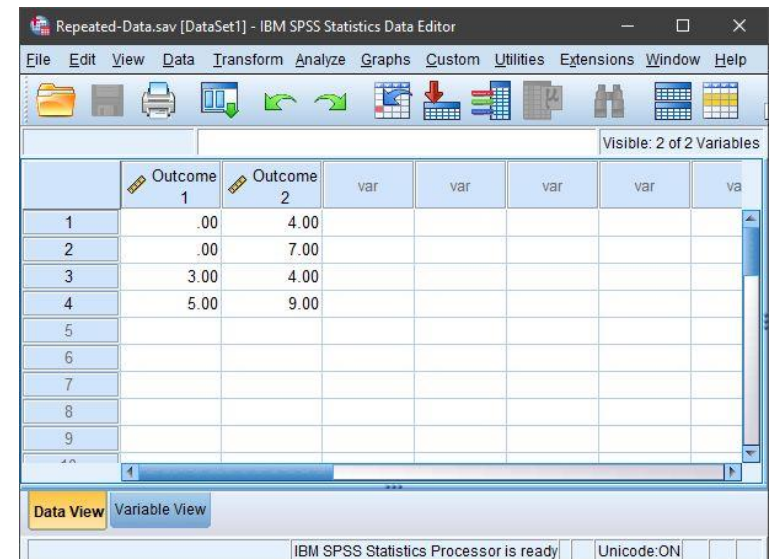 Repeated-Data.sav [DataSet1] - IBM SPSS Statistics Data Editor
File Edit View Data Transform Analyze Graphs Custom Utilities Extensions Window Help
Visible: 2 of 2 Variables
Outcome 1 Outcome 2 var var var var va
1 .00 4.00
2 .00 7.00
3 3.00 4.00
4 5.00 9.00
5
6
7
8
9
Data View Variable View
IBM SPSS Statistics Processor is ready Unicode:ON